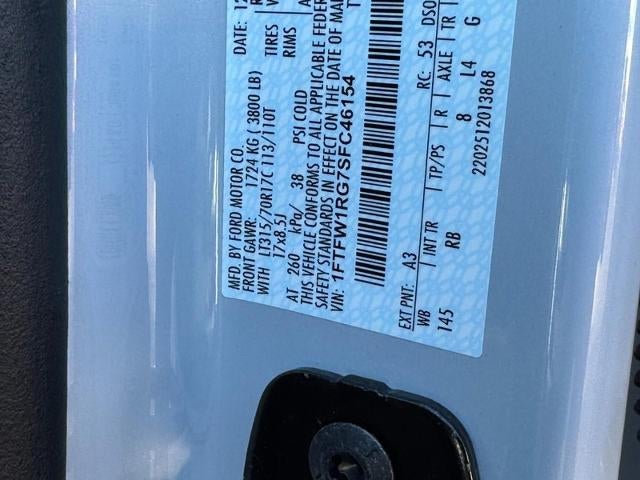 MFD. BY FORD MOTOR CO.
DATE: 12
FRONT GAWR: 1724 KG ( 3800 LB)
WITH LT315/70R17C 113/110T TIRES
17x8.5J RIMS
AT 260 kPa/ 38 PSI COLD
THIS VEHICLE CONFORMS TO ALL APPLICABLE FEDER
SAFETY STANDARDS IN EFFECT ON THE DATE OF MAN
VIN: 1FTFW1RG7SFC46154
EXT PNT: A3 RC: 53 DSO
WB INT TR TP/PS R AXLE TR
145 RB 8 L4 G
2202512013868